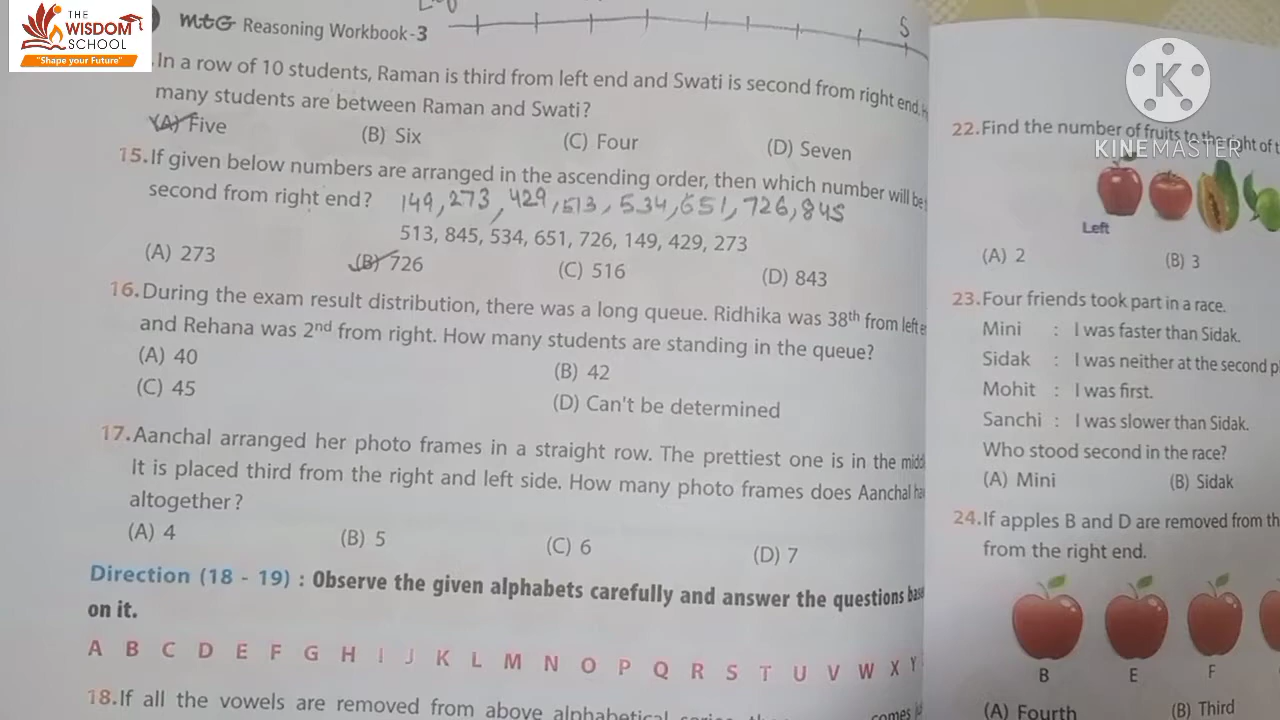 THE
WISDOM
SCHOOL
"Shape your Future"
mtG Reasoning Workbook-3
S
In a row of 10 students, Raman is third from left end and Swati is second from right end.
many students are between Raman and Swati?
(A) Five (B) Six (C) Four (D) Seven
15. If given below numbers are arranged in the ascending order, then which number will be
second from right end? 149, 273, 429, 513, 534, 651, 726, 845
513, 845, 534, 651, 726, 149, 429, 273
(A) 273 (B) 726 (C) 516 (D) 843
16. During the exam result distribution, there was a long queue. Ridhika was 38th from left
and Rehana was 2nd from right. How many students are standing in the queue?
(A) 40 (B) 42
(C) 45 (D) Can't be determined
17. Aanchal arranged her photo frames in a straight row. The prettiest one is in the
It is placed third from the right and left side. How many photo frames does Aanchal
altogether?
(A) 4 (B) 5 (C) 6 (D) 7
Direction (18 - 19) : Observe the given alphabets carefully and answer the questions
on it.
A B C D E F G H I J K L M N O P Q R S T U V W X Y
18. If all the vowels are removed from above alphabetical
K
KINEMASTER
22. Find the number of fruits to the right of
Left
(A) 2 (B) 3
23. Four friends took part in a race.
Mini : I was faster than Sidak.
Sidak : I was neither at the second
Mohit : I was first.
Sanchi : I was slower than Sidak.
Who stood second in the race?
(A) Mini (B) Sidak
24. If apples B and D are removed from
from the right end.
B E F
(A) Fourth (B) Third